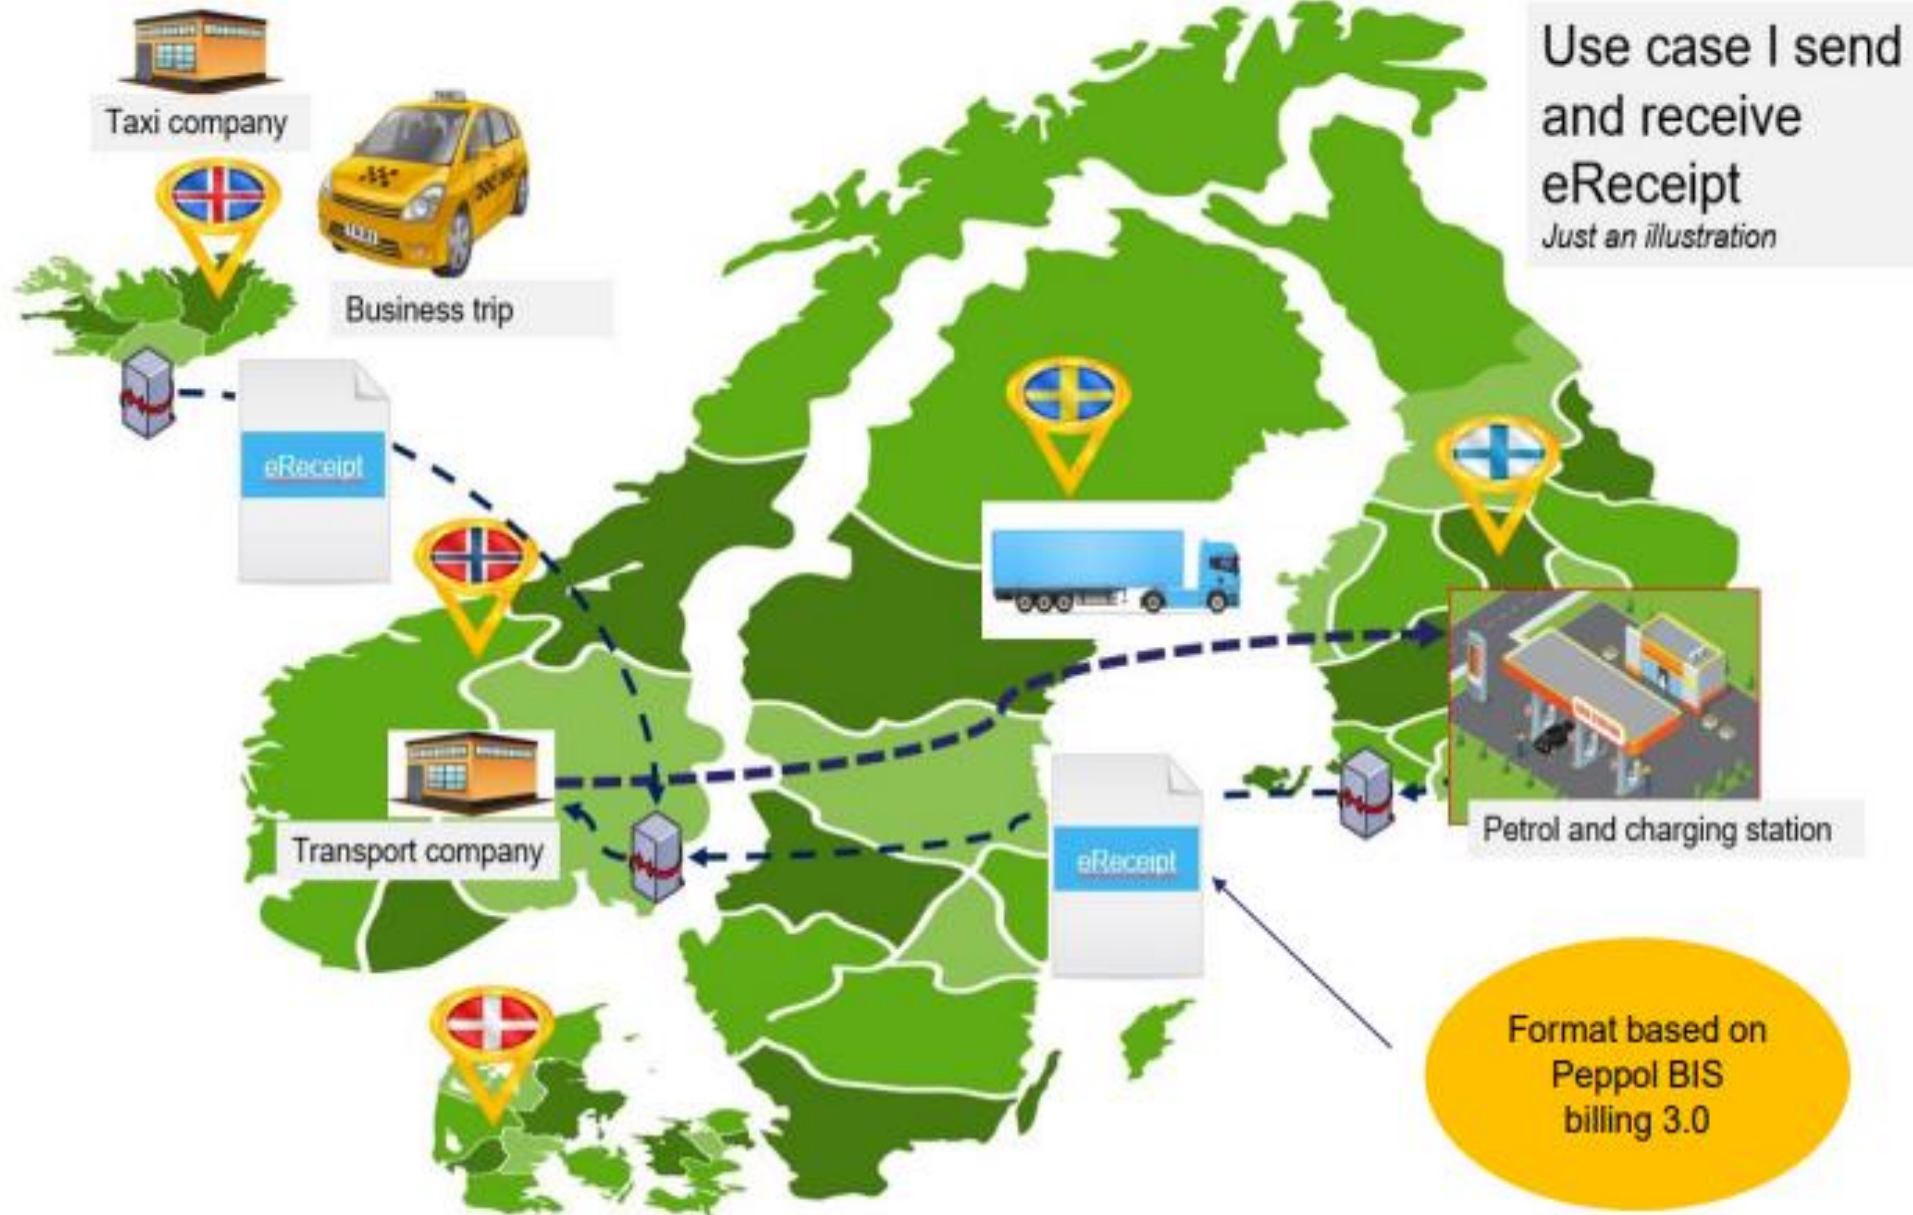 Use case I send
and receive
eReceipt
Just an illustration
Taxi company
Business trip
eReceipt
Transport company
eReceipt
Petrol and charging station
Format based on
Peppol BIS
billing 3.0